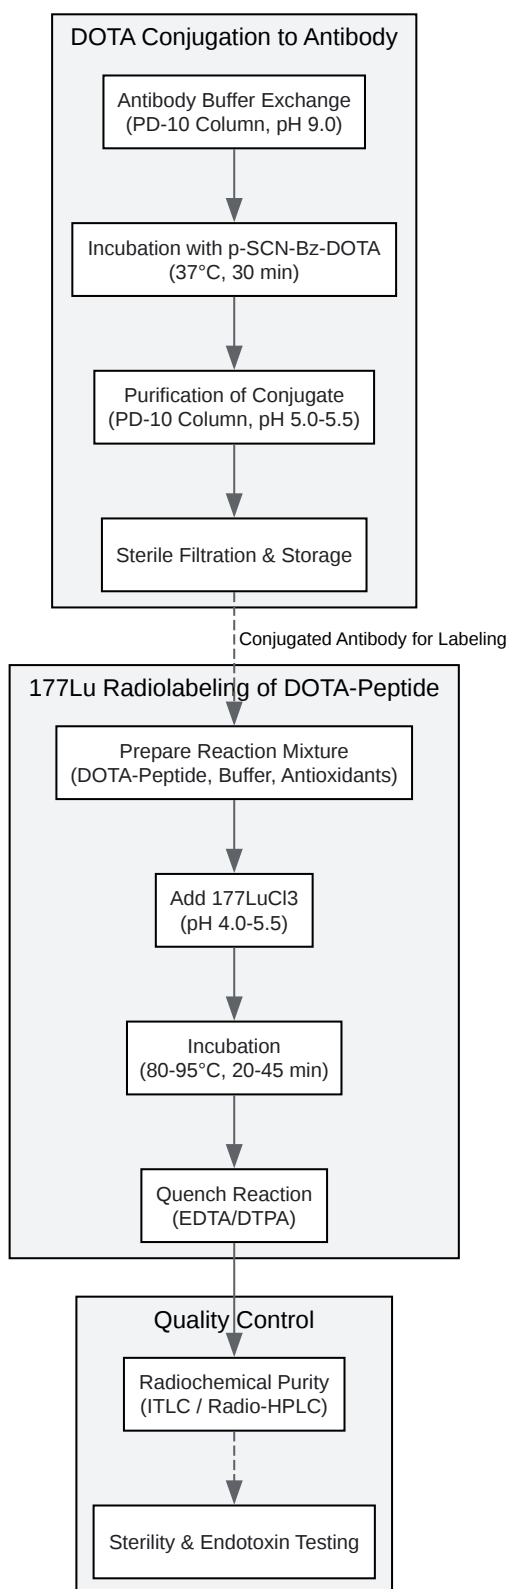 DOTA Conjugation to Antibody
Antibody Buffer Exchange
(PD-10 Column, pH 9.0)
Incubation with p-SCN-Bz-DOTA
(37°C, 30 min)
Purification of Conjugate
(PD-10 Column, pH 5.0-5.5)
Sterile Filtration & Storage
Conjugated Antibody for Labeling
177Lu Radiolabeling of DOTA-Peptide
Prepare Reaction Mixture
(DOTA-Peptide, Buffer, Antioxidants)
Add 177LuCl3
(pH 4.0-5.5)
Incubation
(80-95°C, 20-45 min)
Quench Reaction
(EDTA/DTPA)
Quality Control
Radiochemical Purity
(ITLC / Radio-HPLC)
Sterility & Endotoxin Testing